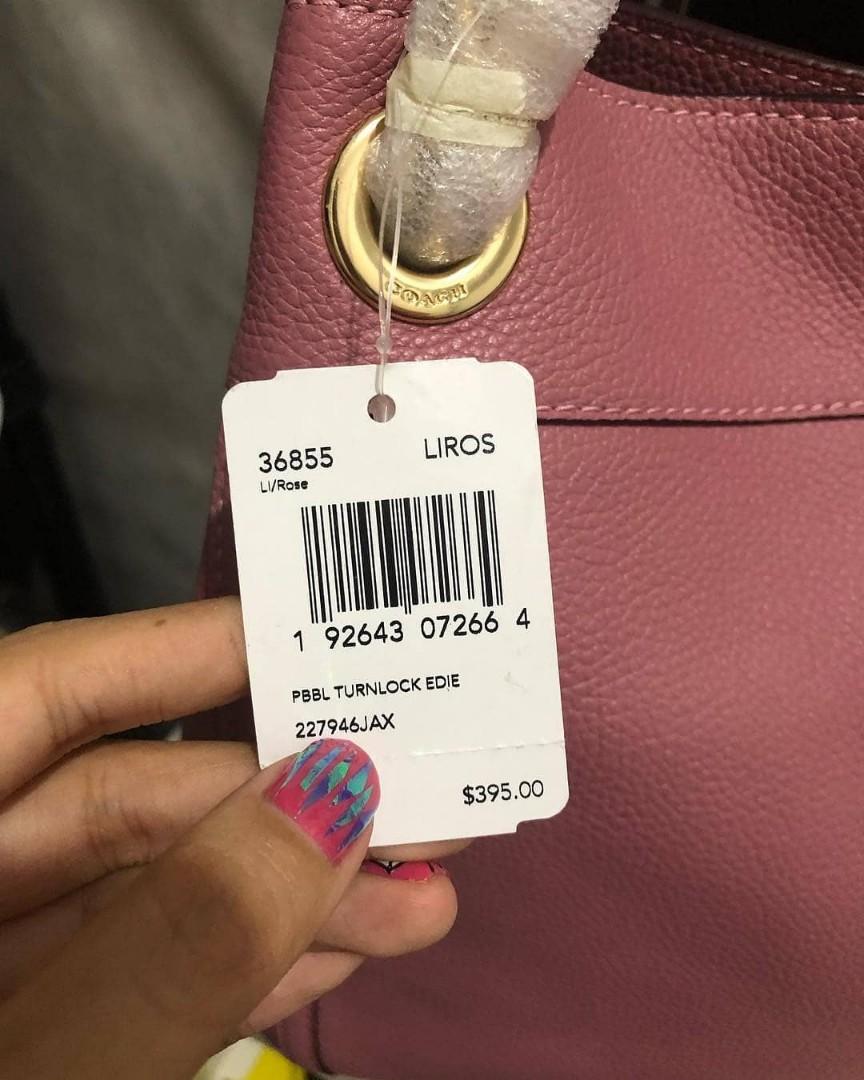 COACH
36855 LIROS
LI/Rose
1 92643 07266 4
PBBL TURNLOCK EDIE
227946JAX
$395.00